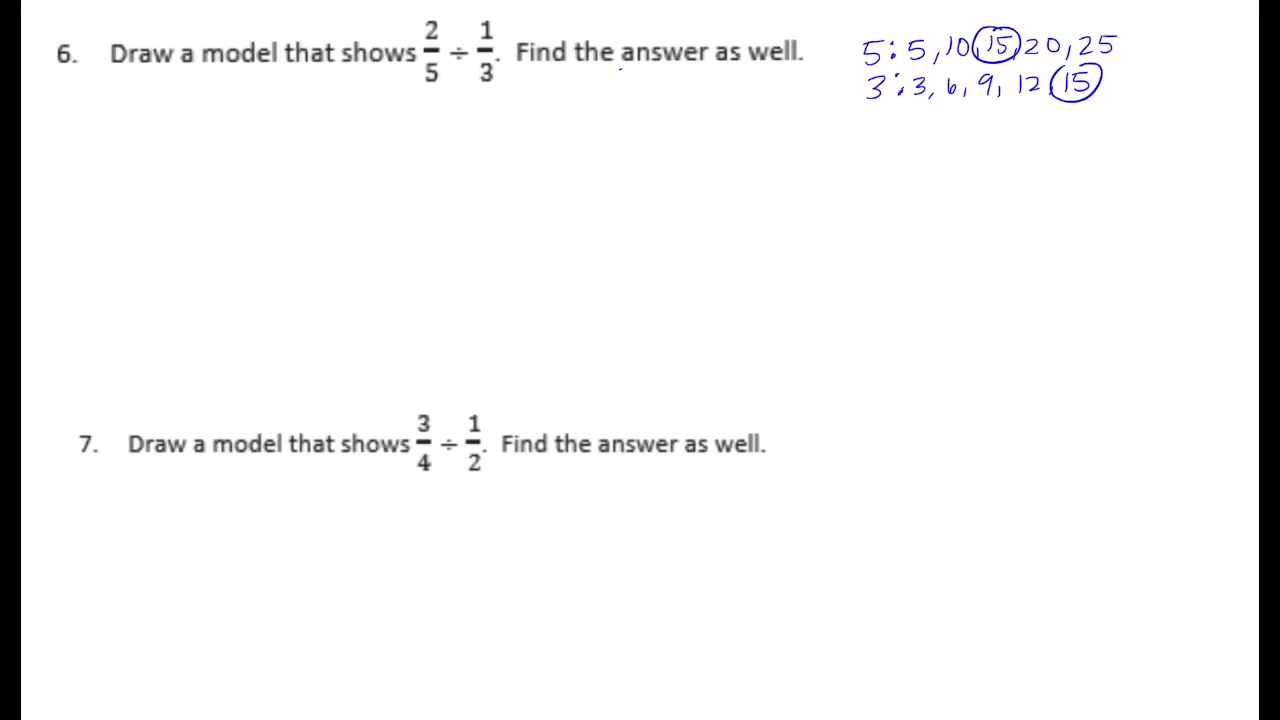 6. Draw a model that shows 2/5 ÷ 1/3. Find the answer as well.
5: 5, 10, 15, 20, 25
3: 3, 6, 9, 12, 15
7. Draw a model that shows 3/4 ÷ 1/2. Find the answer as well.